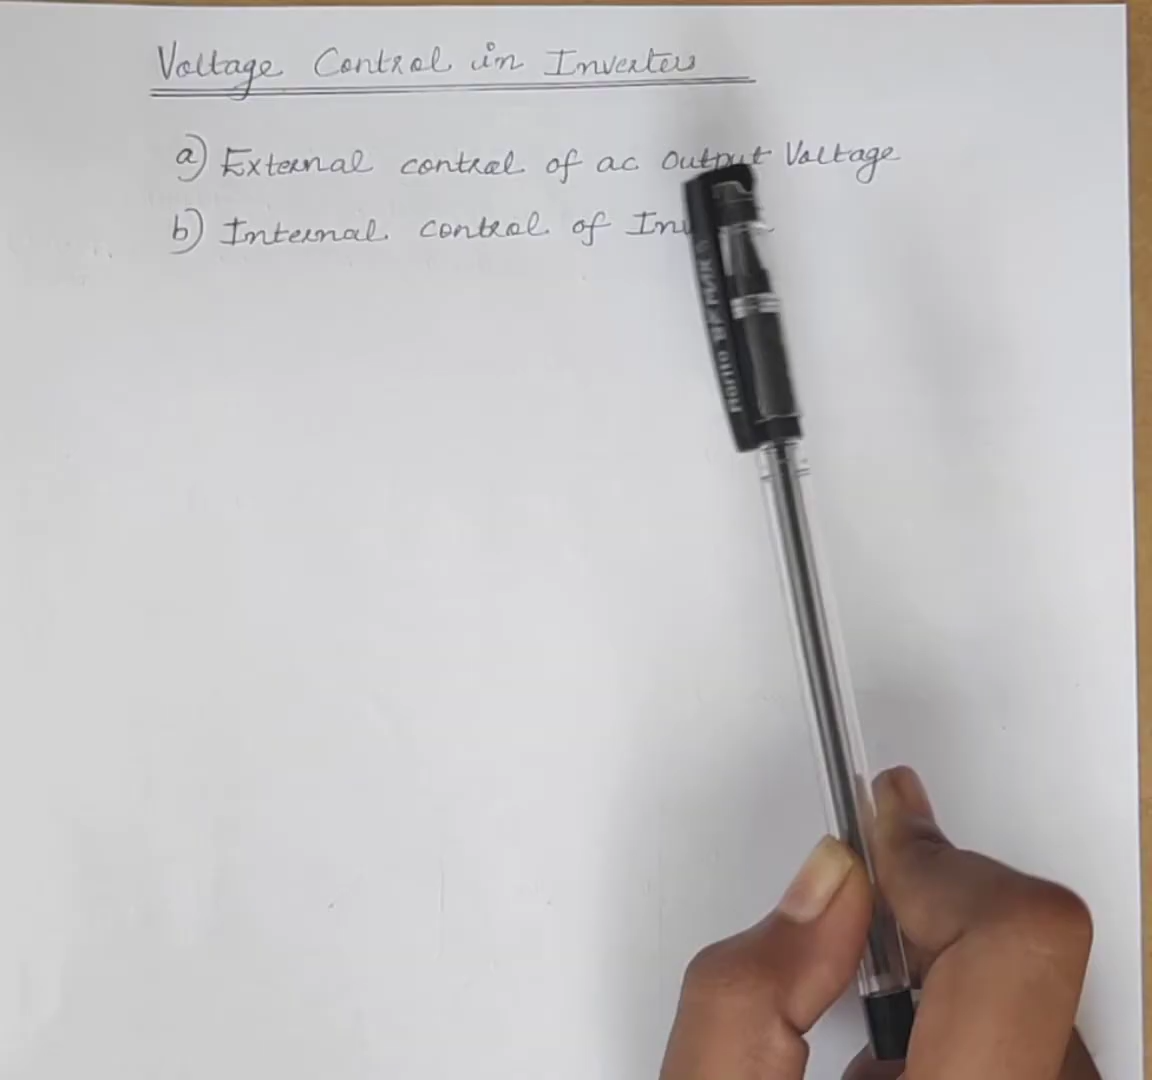 Voltage Control in Inverters
a) External control of ac Output Voltage
b) Internal control of